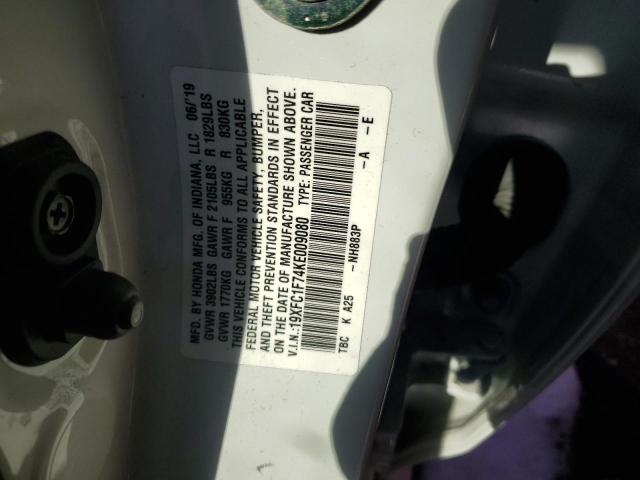 MFD. BY HONDA MFG. OF INDIANA, LLC 06/'19
GVWR 3902LBS GAWR F 2105LBS R 1829LBS
GVWR 1770KG GAWR F 955KG R 830KG
THIS VEHICLE CONFORMS TO ALL APPLICABLE
FEDERAL MOTOR VEHICLE SAFETY, BUMPER,
AND THEFT PREVENTION STANDARDS IN EFFECT
ON THE DATE OF MANUFACTURE SHOWN ABOVE.
V.I.N.:19XFC1F74KE009080 TYPE: PASSENGER CAR
TBC K A25 -NH883P -A -E